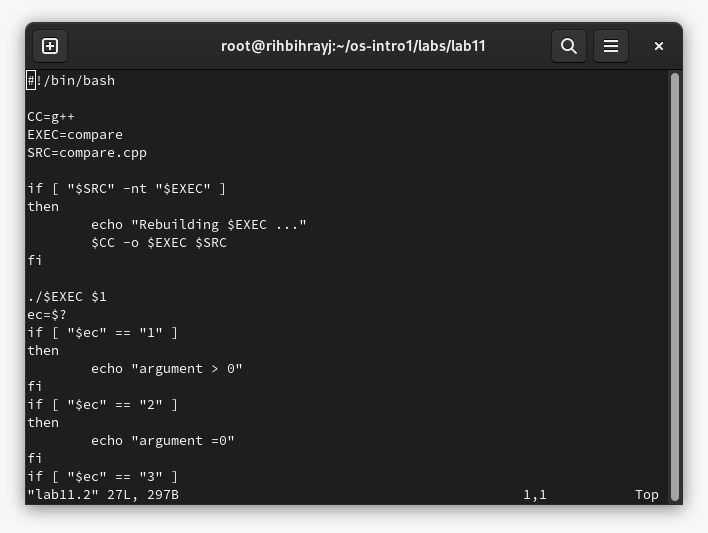 root@rihbihrayj:~/os-intro1/labs/lab11
#!/bin/bash
CC=g++
EXEC=compare
SRC=compare.cpp
if [ "$SRC" -nt "$EXEC" ]
then
echo "Rebuilding $EXEC ..."
$CC -o $EXEC $SRC
fi
./$EXEC $1
ec=$?
if [ "$ec" == "1" ]
then
echo "argument > 0"
fi
if [ "$ec" == "2" ]
then
echo "argument =0"
fi
if [ "$ec" == "3" ]
"lab11.2" 27L, 297B 1,1 Top